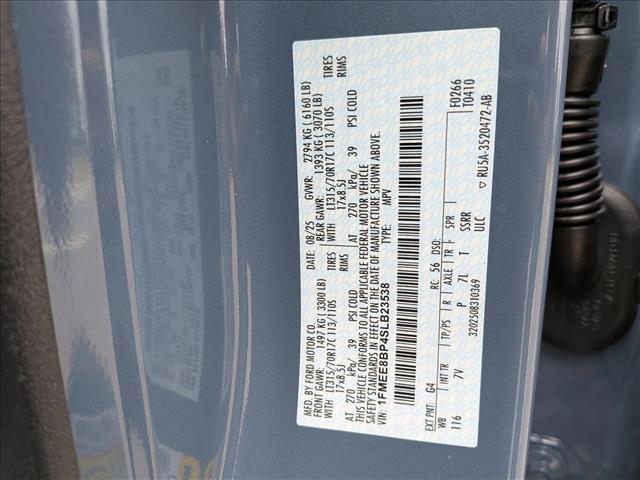 MFD. BY FORD MOTOR CO.
DATE: 08/25 GVWR: 2794 KG ( 6160 LB)
FRONT GAWR: 1497 KG ( 3300 LB) REAR GAWR: 1393 KG ( 3070 LB)
WITH LT315/70R17C 113/110S TIRES WITH LT315/70R17C 113/110S TIRES
17x8.5J RIMS 17x8.5J RIMS
AT 270 kPa/ 39 PSI COLD AT 270 kPa/ 39 PSI COLD
THIS VEHICLE CONFORMS TO ALL APPLICABLE FEDERAL MOTOR VEHICLE
SAFETY STANDARDS IN EFFECT ON THE DATE OF MANUFACTURE SHOWN ABOVE.
VIN: 1FMEE8BP4SLB23538 TYPE: MPV
F0266
T0410
EXT PNT: G4 RC: 56 DSO:
WB INT TR TP/PS R AXLE TR SPR
116 7V P 7L T SSRR
ULC
3202508310369
▽ RU5A-3520472-AB